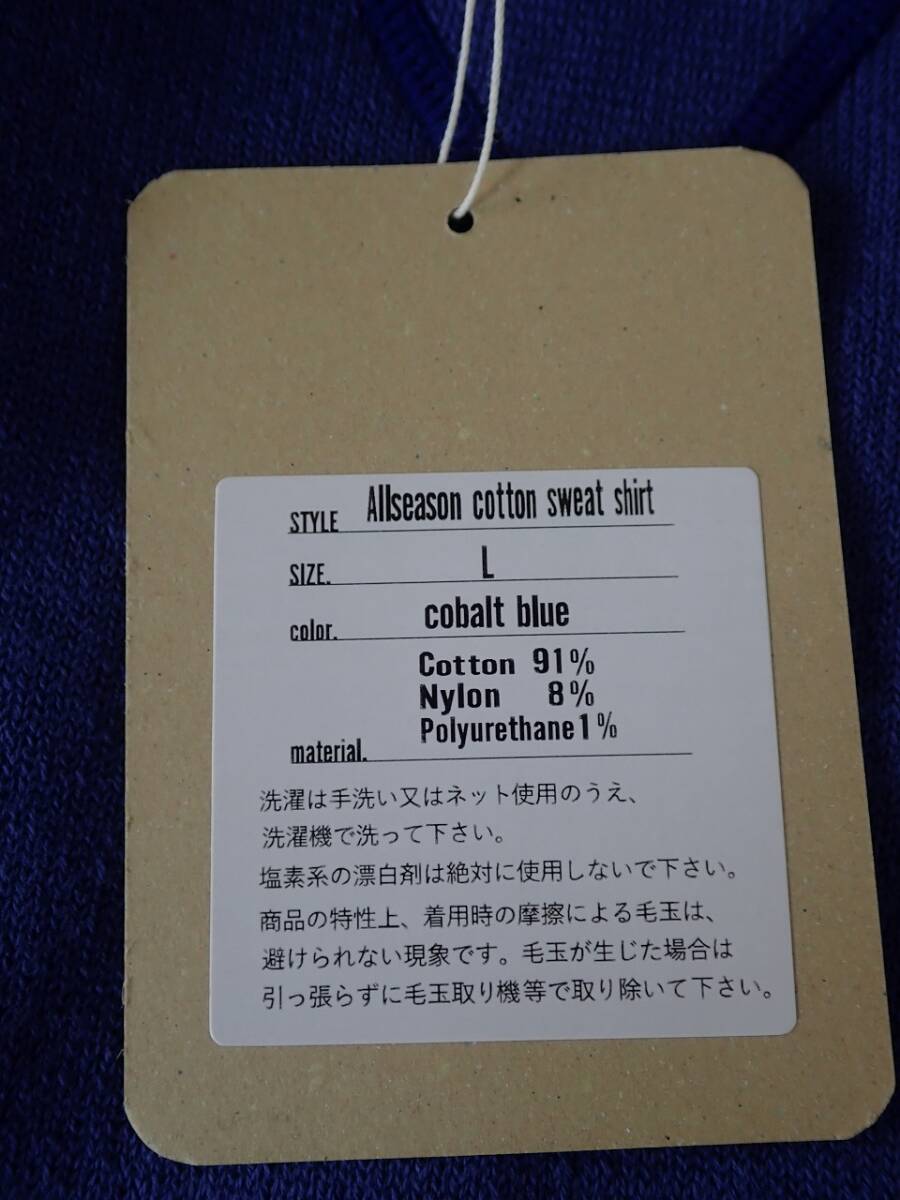 STYLE Allseason cotton sweat shirt
SIZE. L
color. cobalt blue
Cotton 91%
Nylon 8%
Polyurethane 1%
material.
洗濯は手洗い又はネット使用のうえ、
洗濯機で洗って下さい。
塩素系の漂白剤は絶対に使用しないで下さい。
商品の特性上、着用時の摩擦による毛玉は、
避けられない現象です。毛玉が生じた場合は
引っ張らずに毛玉取り機等で取り除いて下さい。